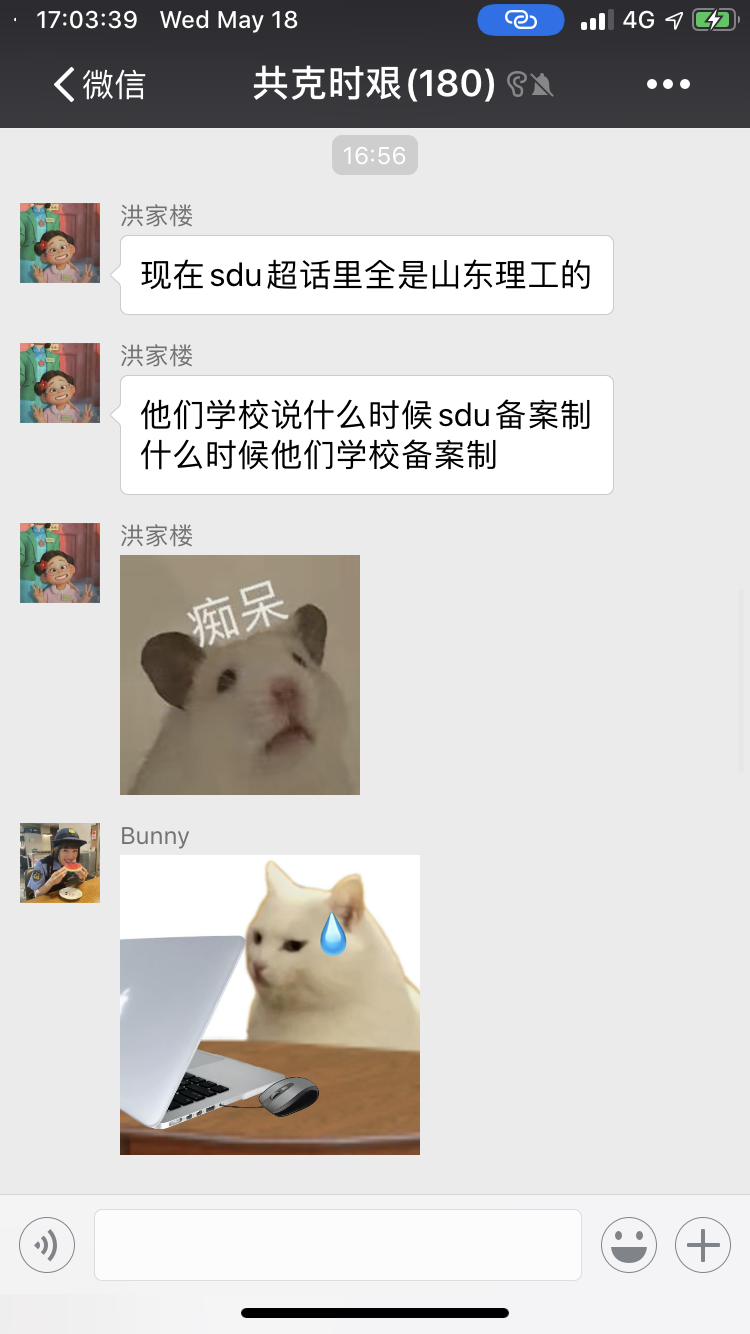 17:03:39 Wed May 18 4G
微信 共克时艰(180)
16:56
洪家楼
现在sdu超话里全是山东理工的
洪家楼
他们学校说什么时候sdu备案制
什么时候他们学校备案制
洪家楼
痴呆
Bunny